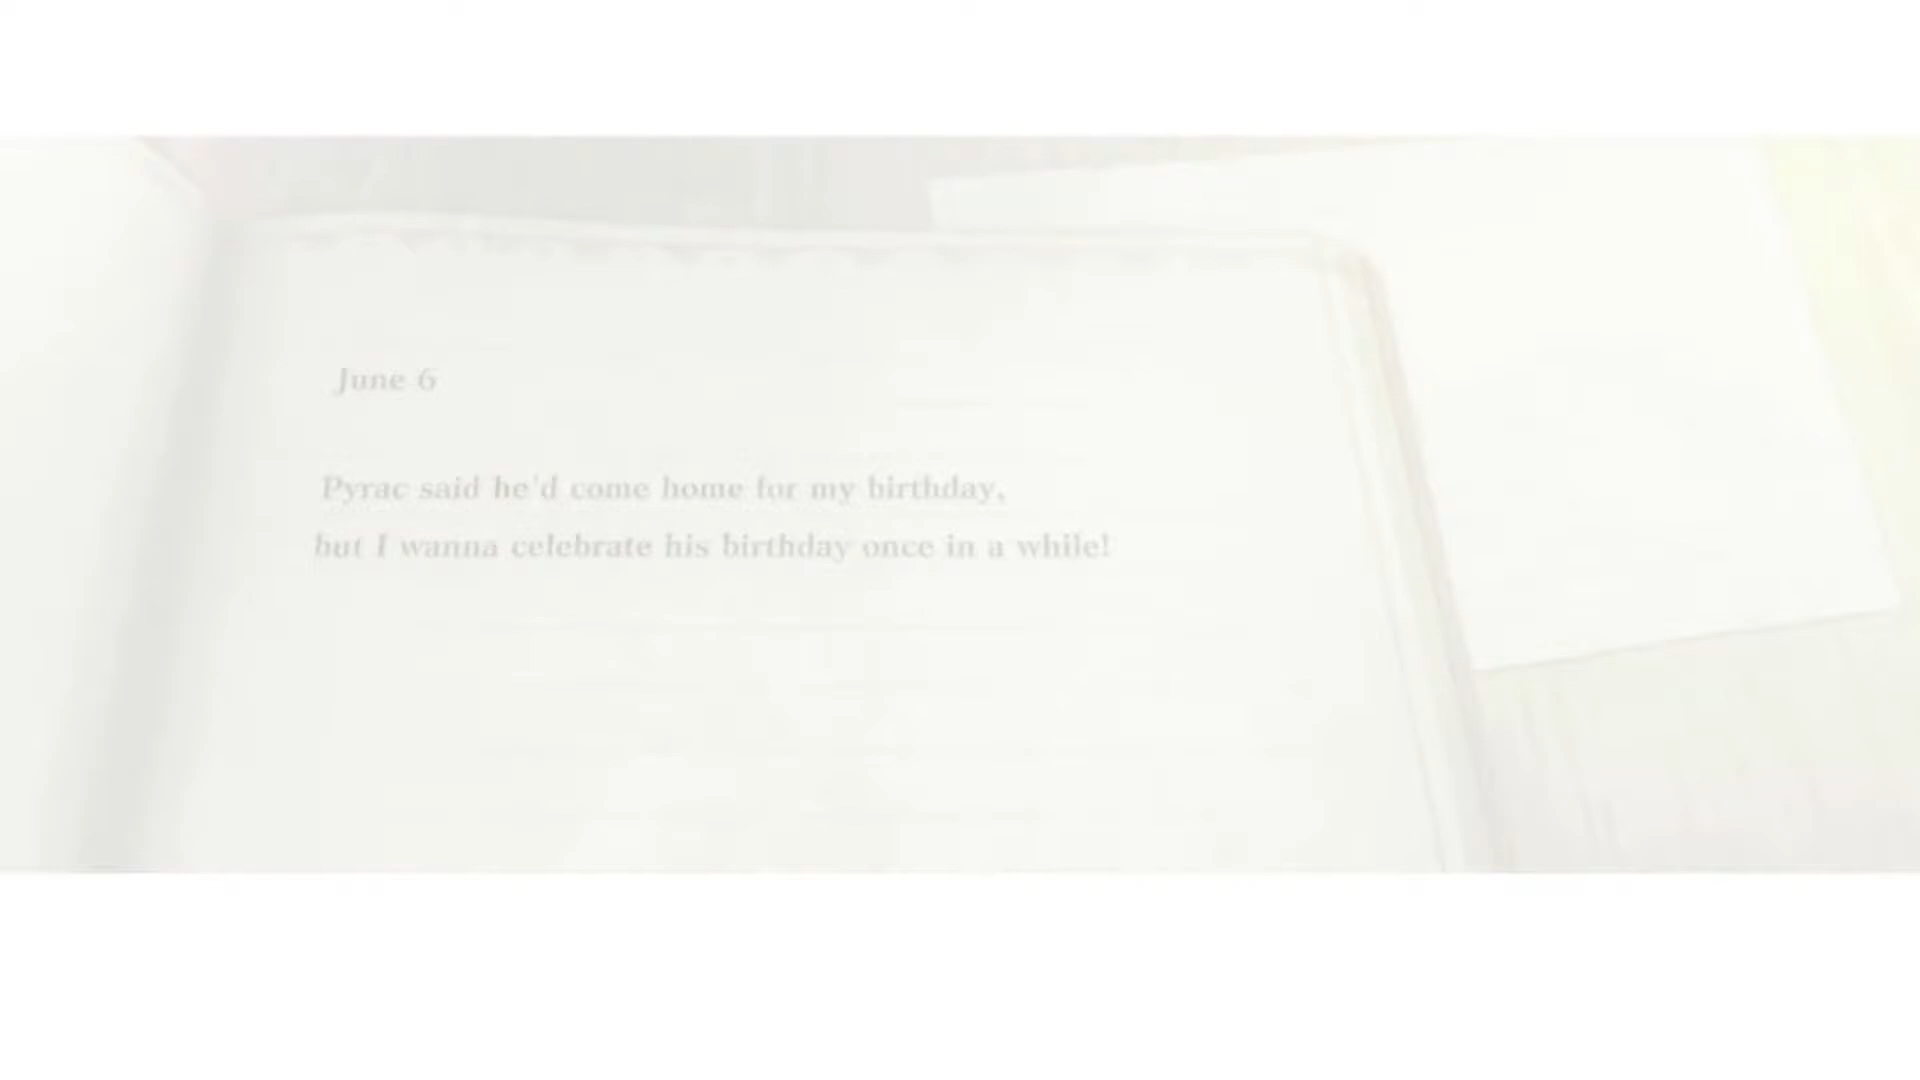 June 6
Pyrac said he'd come home for my birthday,
but I wanna celebrate his birthday once in a while!